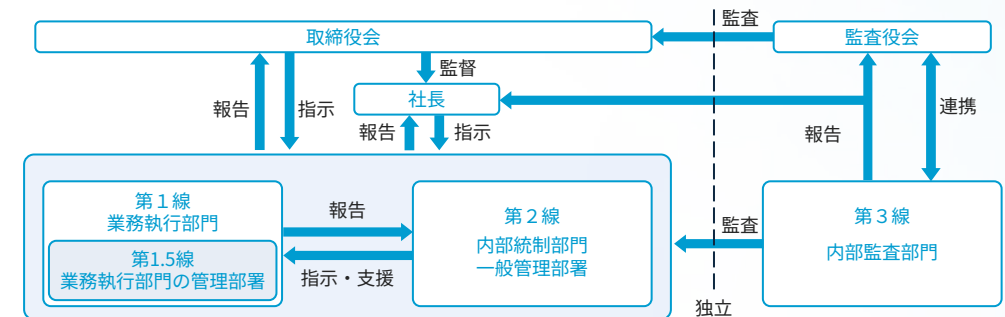 監査
取締役会
監査役会
監督
社長
報告
指示
報告
指示
報告
連携
第１線
業務執行部門
第1.5線
業務執行部門の管理部署
報告
指示・支援
第２線
内部統制部門
一般管理部署
監査
第３線
内部監査部門
独立